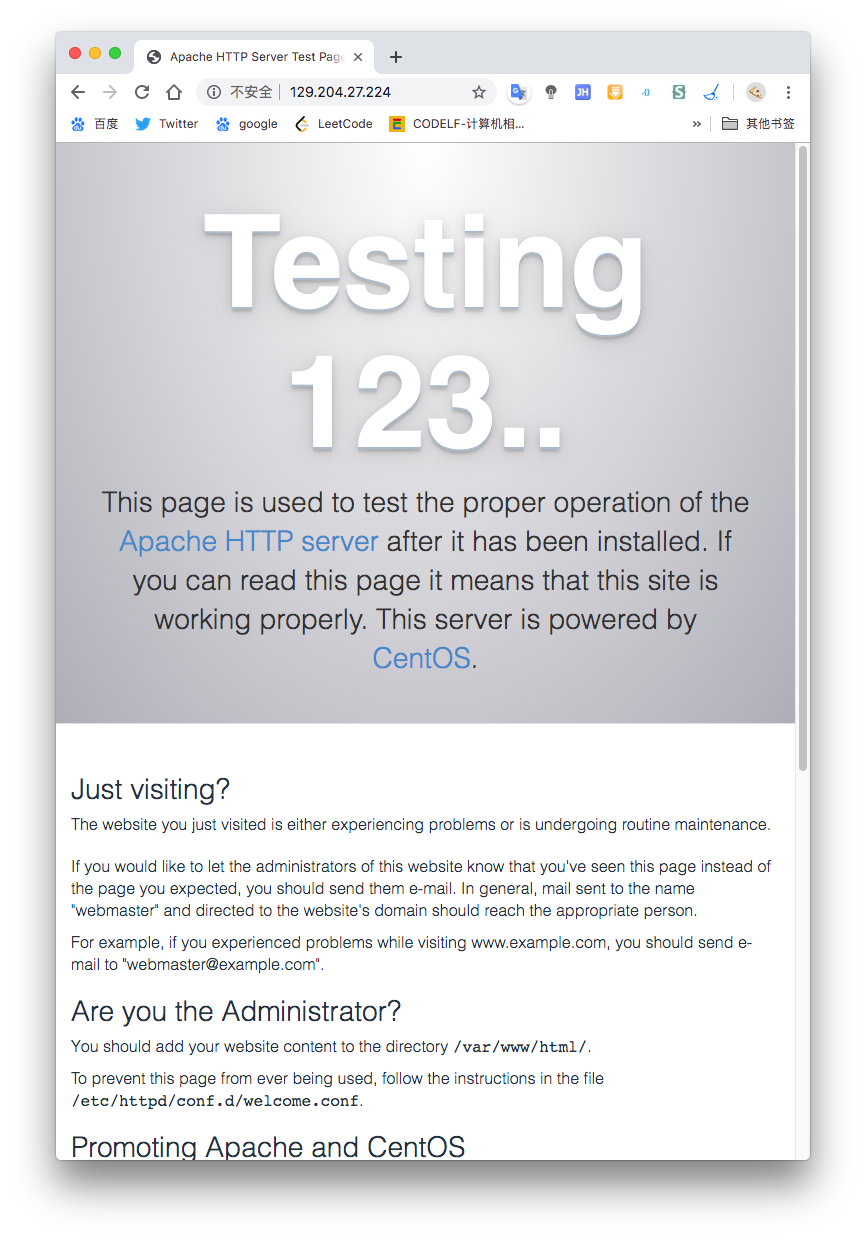 Apache HTTP Server Test Page
不安全 129.204.27.224
JH
S
百度 Twitter google LeetCode CODELF-计算机相... » 其他书签
Testing
123..
This page is used to test the proper operation of the
Apache HTTP server after it has been installed. If
you can read this page it means that this site is
working properly. This server is powered by
CentOS.
Just visiting?
The website you just visited is either experiencing problems or is undergoing routine maintenance.
If you would like to let the administrators of this website know that you've seen this page instead of
the page you expected, you should send them e-mail. In general, mail sent to the name
"webmaster" and directed to the website's domain should reach the appropriate person.
For example, if you experienced problems while visiting www.example.com, you should send e-
mail to "webmaster@example.com".
Are you the Administrator?
You should add your website content to the directory /var/www/html/.
To prevent this page from ever being used, follow the instructions in the file
/etc/httpd/conf.d/welcome.conf.
Promoting Apache and CentOS